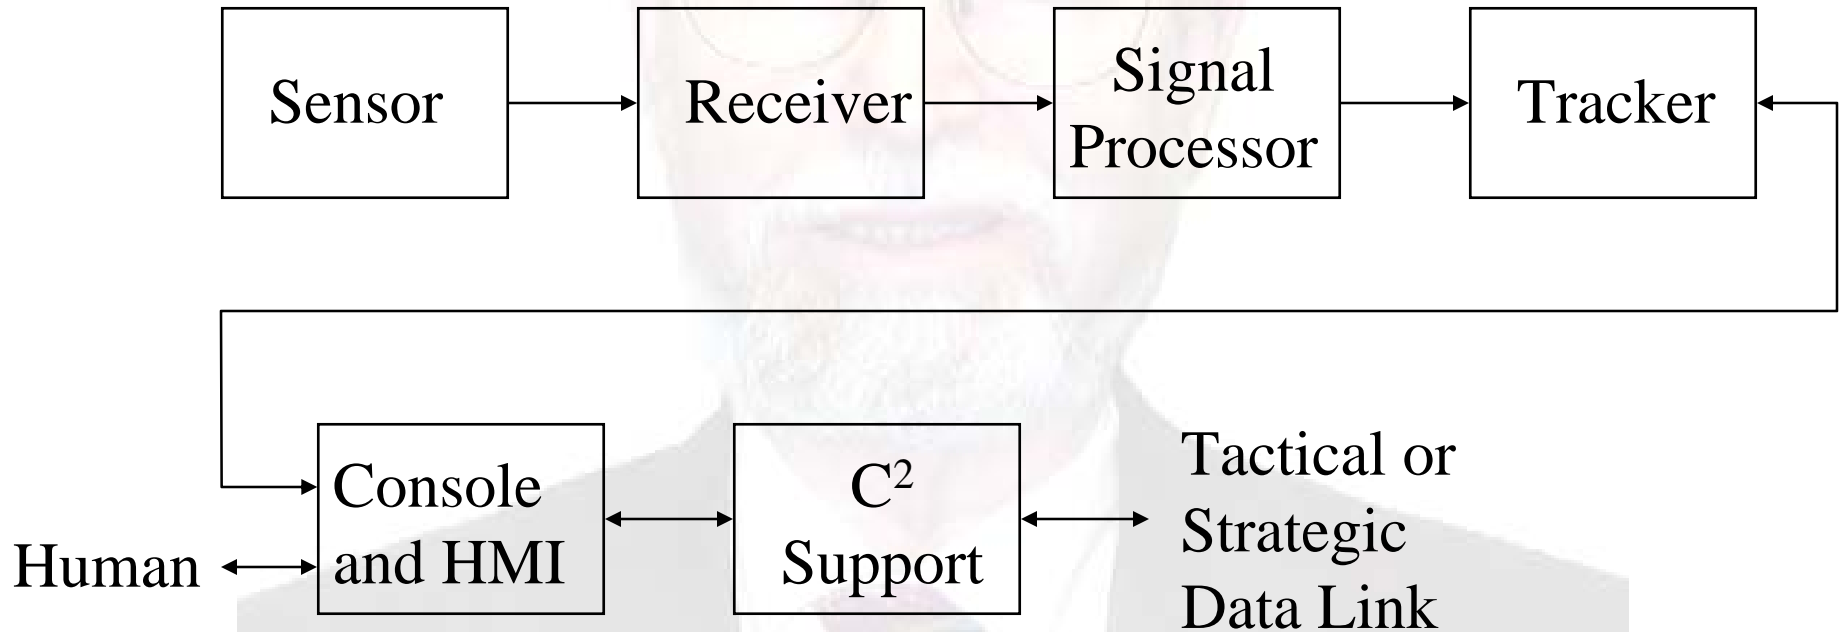 Sensor
Receiver
Signal
Processor
Tracker
Console
and HMI
Human
C²
Support
Tactical or
Strategic
Data Link